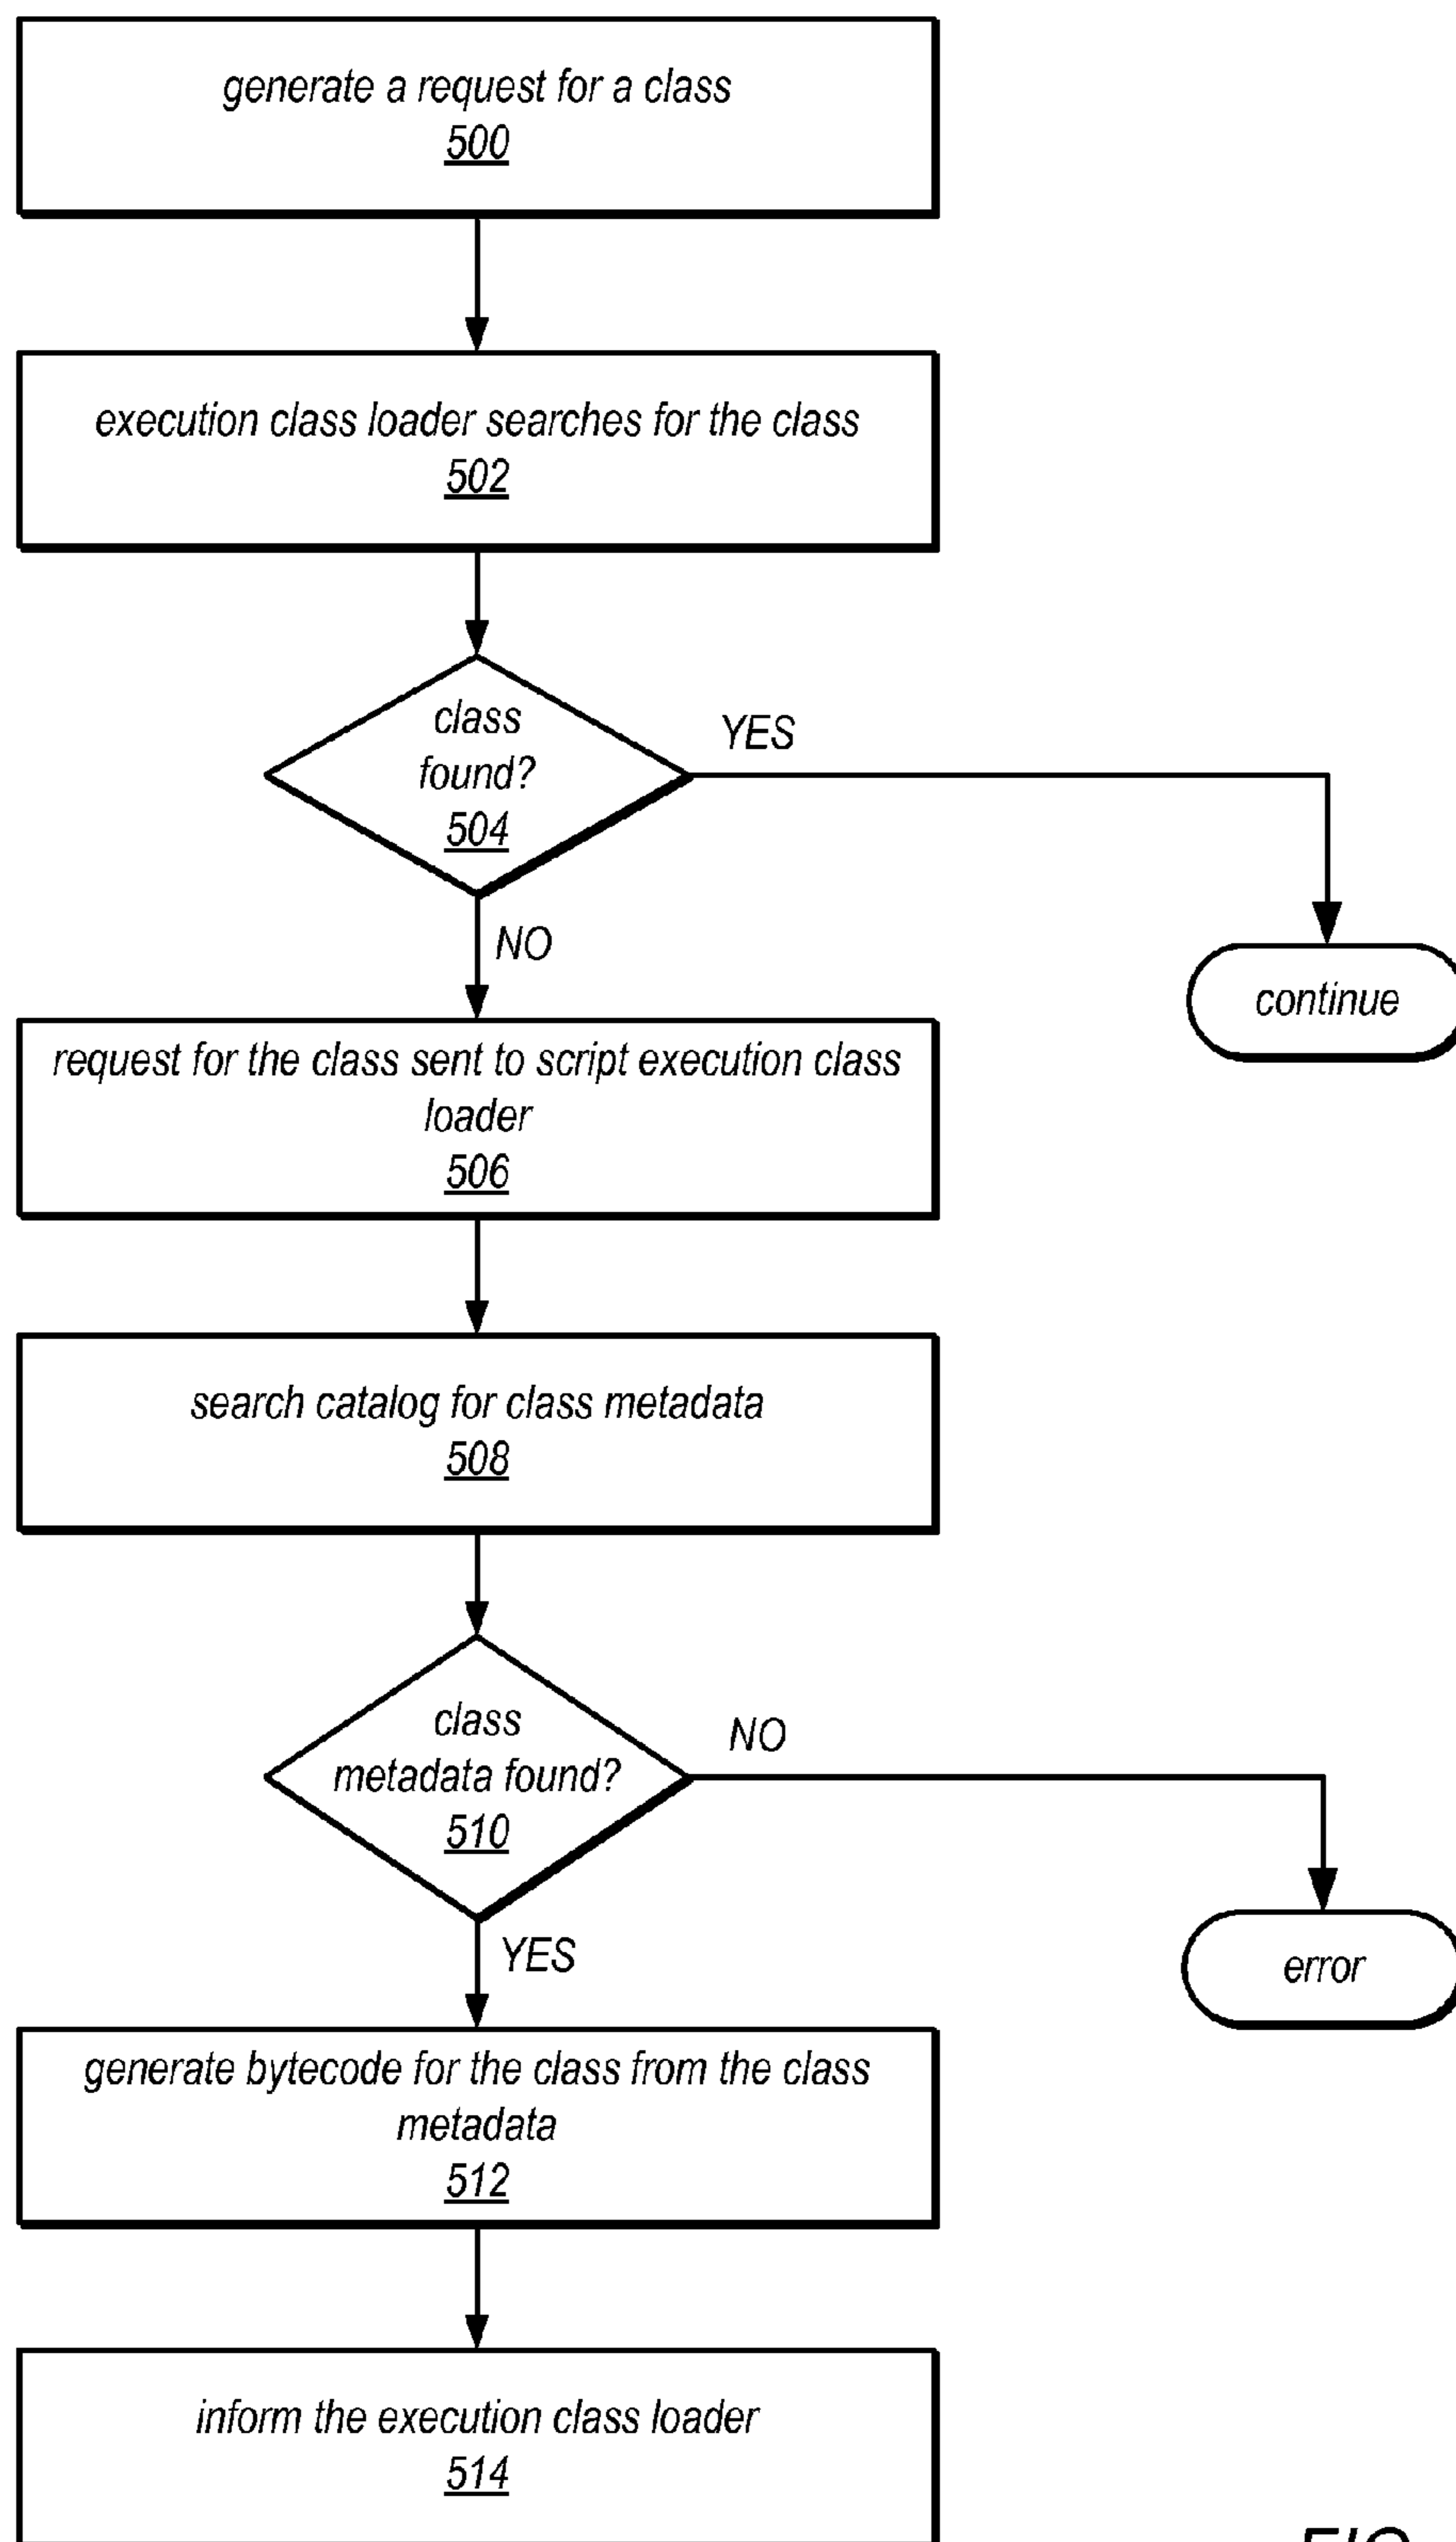 generate a request for a class
500
execution class loader searches for the class
502
class
found?
504
YES
NO
continue
request for the class sent to script execution class
loader
506
search catalog for class metadata
508
class
metadata found?
510
NO
YES
error
generate bytecode for the class from the class
metadata
512
inform the execution class loader
514